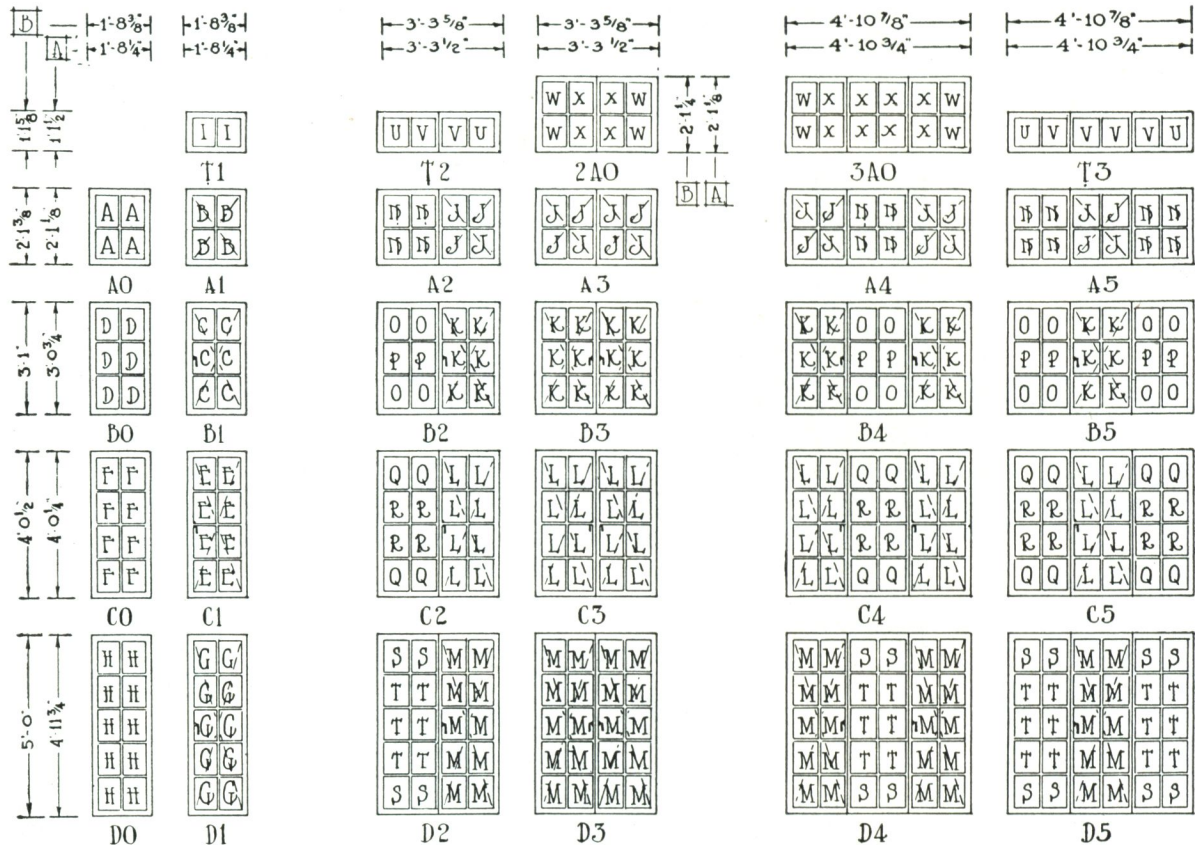 B 1'-8 3/8" 1'-8 3/8" 3'-3 5/8" 3'-3 5/8" 4'-10 7/8" 4'-10 7/8"
A 1'-8 1/4" 1'-8 1/4" 3'-3 1/2" 3'-3 1/2" 4'-10 3/4" 4'-10 3/4"
W X X W W X X X X W
1'1 5/8 1'1 1/2 I I U V V U W X X W 2'-1 1/4" 2'-1 1/8" W X X X X W U V V V V U
T1 T2 2A0 B A 3A0 T3
2'-1 3/8" 2'-1 1/8" A A B B N N J J J J J J J J N N J J N N J J N N
A A B B N N J J J J J J J J N N J J N N J J N N
A0 A1 A2 A3 A4 A5
3'-1" 3'-0 3/4" D D C C O O K K K K K K K K O O K K O O K K O O
D D C C P P K K K K K K K K P P K K P P K K P P
D D C C O O K K K K K K K K O O K K O O K K O O
B0 B1 B2 B3 B4 B5
4'-0 1/2" 4'-0 1/4" F F E E Q Q L L L L L L L L Q Q L L Q Q L L Q Q
F F E E R R L L L L L L L L R R L L R R L L R R
F F E E R R L L L L L L L L R R L L R R L L R R
F F E E Q Q L L L L L L L L Q Q L L Q Q L L Q Q
C0 C1 C2 C3 C4 C5
5'-0" 4'-11 3/4" H H G G S S M M M M M M M M S S M M S S M M S S
H H G G T T M M M M M M M M T T M M T T M M T T
H H G G T T M M M M M M M M T T M M T T M M T T
H H G G T T M M M M M M M M T T M M T T M M T T
H H G G S S M M M M M M M M S S M M S S M M S S
D0 D1 D2 D3 D4 D5